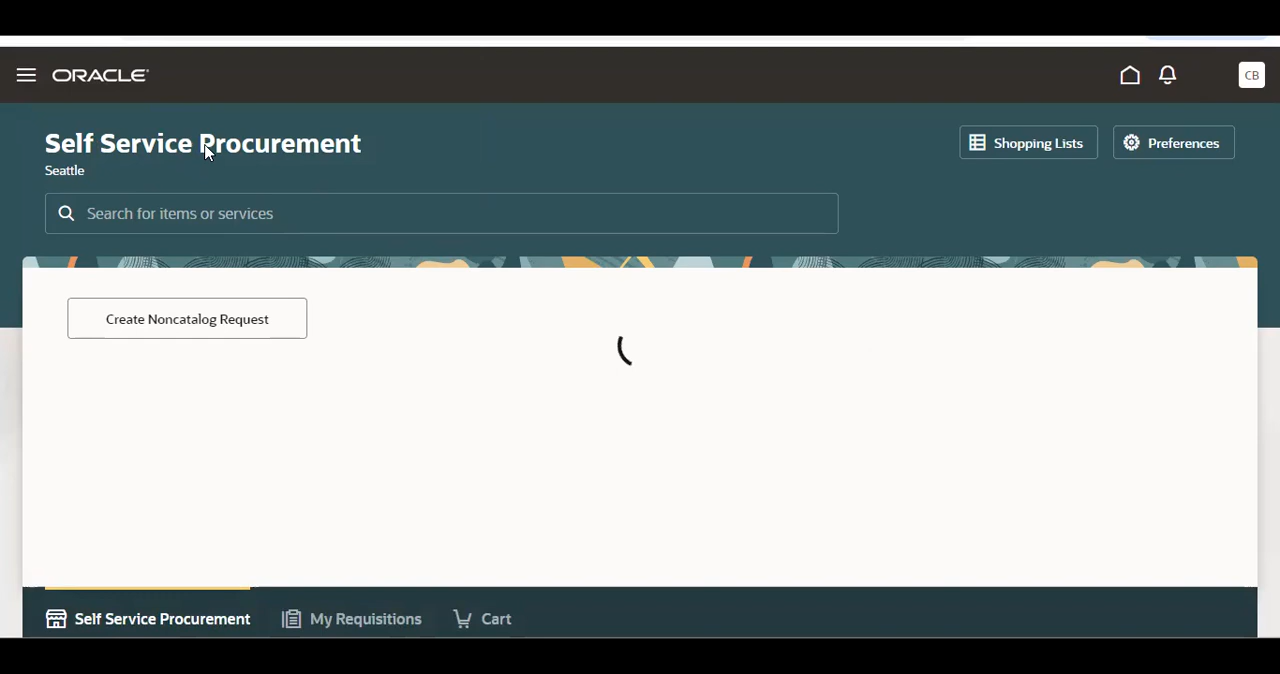 ORACLE
CB
Self Service Procurement
Shopping Lists
Preferences
Seattle
Search for items or services
Create Noncatalog Request
Self Service Procurement
My Requisitions
Cart